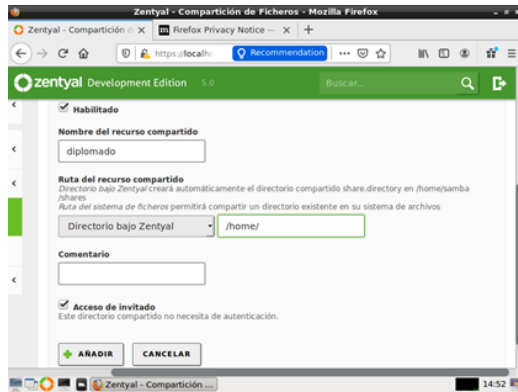 Zentyal - Compartición de Ficheros - Mozilla Firefox
Zentyal - Compartición d
Firefox Privacy Notice —
https://localh
Recommendation
zentyal Development Edition 5.0
Buscar...
Habilitado
Nombre del recurso compartido
diplomado
Ruta del recurso compartido
Directorio bajo Zentyal creará automáticamente el directorio compartido share.directory en /home/samba
/shares
Ruta del sistema de ficheros permitirá compartir un directorio existente en su sistema de archivos
Directorio bajo Zentyal
/home/
Comentario
Acceso de invitado
Este directorio compartido no necesita de autenticación.
AÑADIR
CANCELAR
Zentyal - Compartición ...
14:52